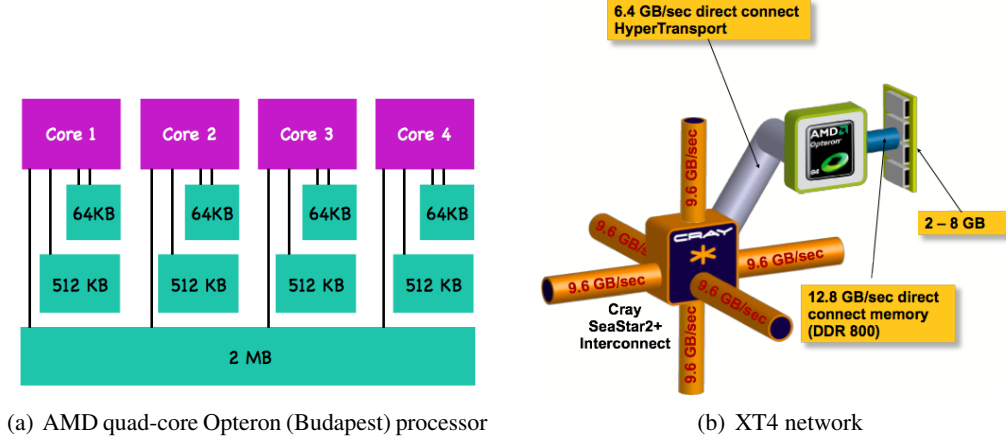 Core 1
Core 2
Core 3
Core 4
64KB
64KB
64KB
64KB
512 KB
512 KB
512 KB
512 KB
2 MB
(a) AMD quad-core Opteron (Budapest) processor
6.4 GB/sec direct connect
HyperTransport
AMD
Opteron
64
9.6 GB/sec
CRAY
9.6 GB/sec
9.6 GB/sec
9.6 GB/sec
9.6 GB/sec
9.6 GB/sec
2 – 8 GB
12.8 GB/sec direct
connect memory
(DDR 800)
Cray
SeaStar2+
Interconnect
(b) XT4 network